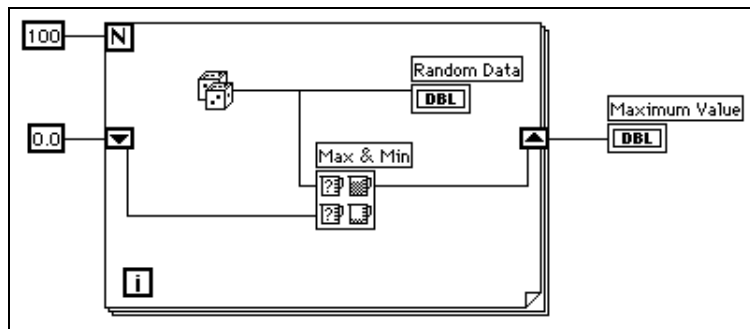 100
N
Random Data
DBL
Maximum Value
0.0
DBL
Max & Min
?
?
i